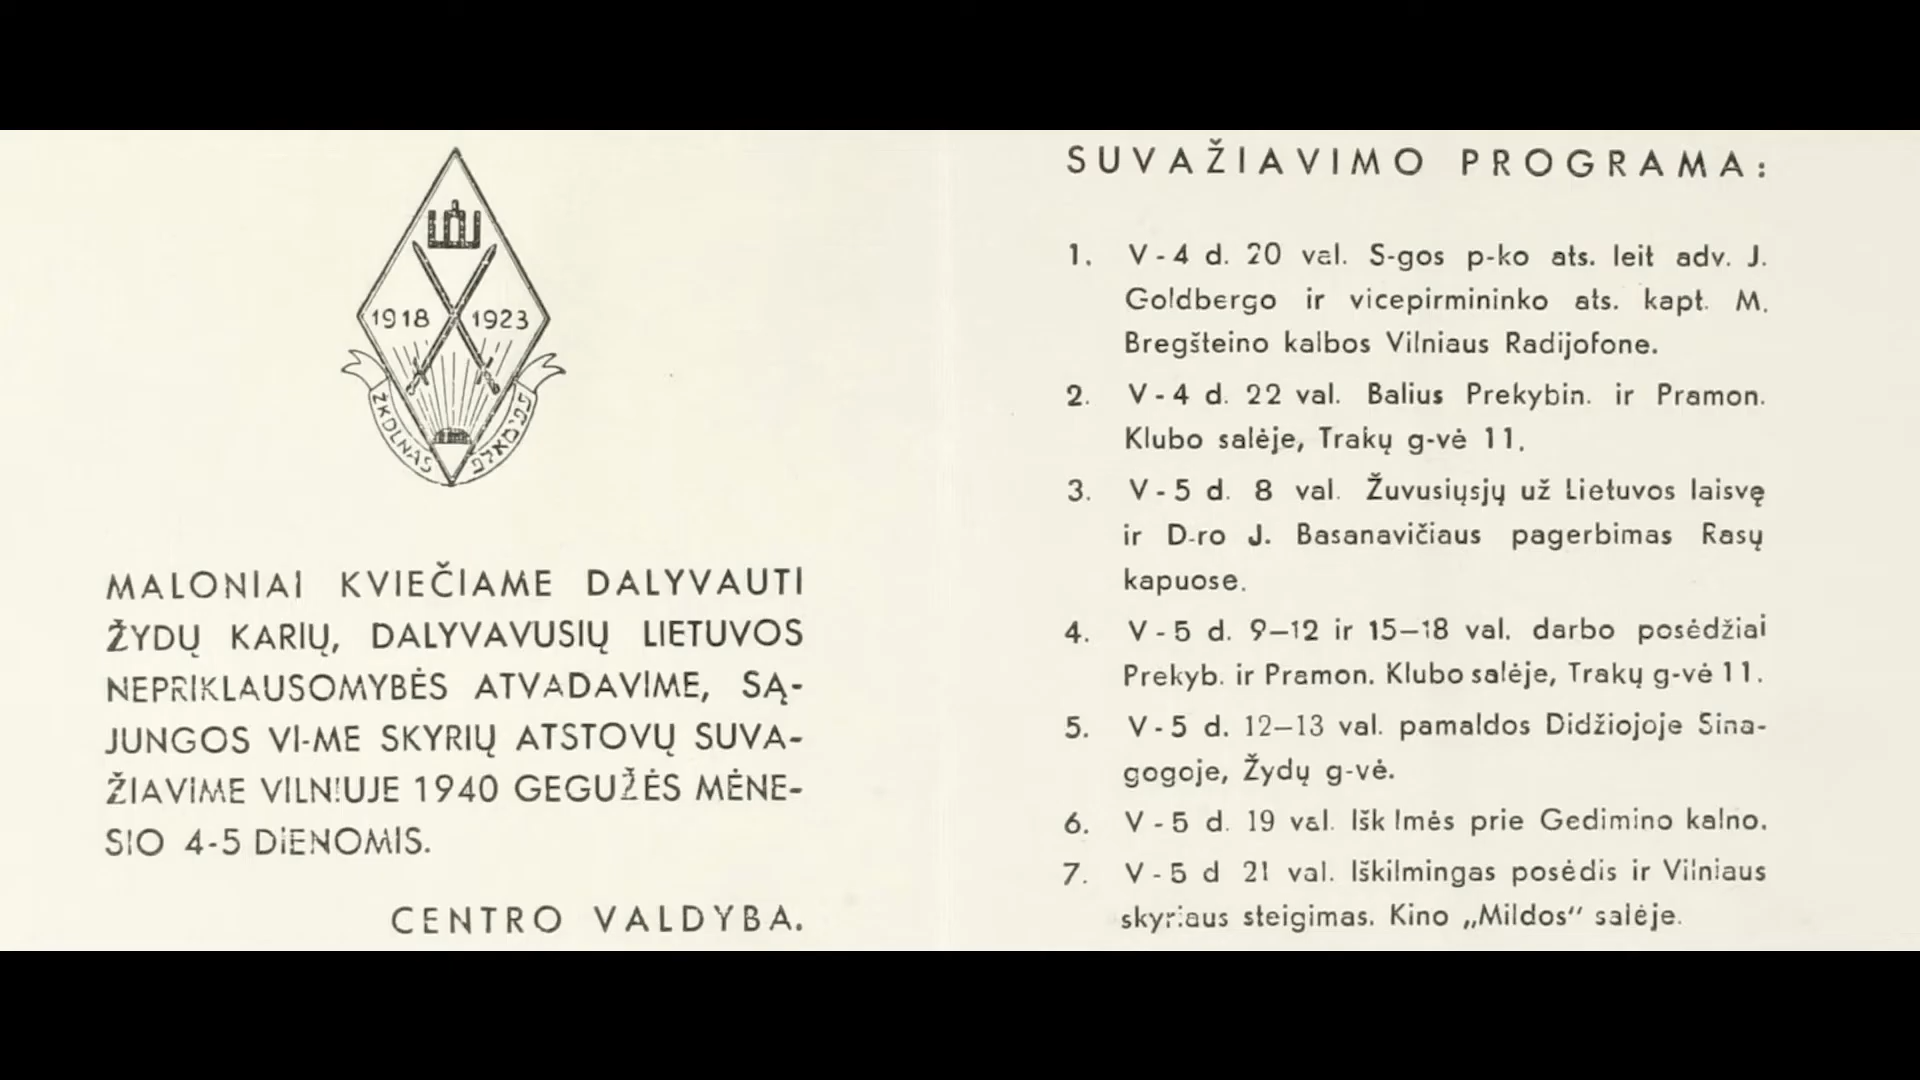 1918 1923
ŽKDLNAS
MALONIAI KVIEČIAME DALYVAUTI
ŽYDŲ KARIŲ, DALYVAVUSIŲ LIETUVOS
NEPRIKLAUSOMYBĖS ATVADAVIME, SĄ-
JUNGOS VI-ME SKYRIŲ ATSTOVŲ SUVA-
ŽIAVIME VILNIUJE 1940 GEGUŽĖS MĖNE-
SIO 4-5 DIENOMIS.
CENTRO VALDYBA.
SUVAŽIAVIMO PROGRAMA:
1. V-4 d. 20 val. S-gos p-ko ats. leit adv. J.
Goldbergo ir vicepirmininko ats. kapt. M.
Bregšteino kalbos Vilniaus Radijofone.
2. V-4 d. 22 val. Balius Prekybin. ir Pramon.
Klubo salėje, Trakų g-vė 11.
3. V-5 d. 8 val. Žuvusiųsjų už Lietuvos laisvę
ir D-ro J. Basanavičiaus pagerbimas Rasų
kapuose.
4. V-5 d. 9–12 ir 15–18 val. darbo posėdžiai
Prekyb. ir Pramon. Klubo salėje, Trakų g-vė 11.
5. V-5 d. 12–13 val. pamaldos Didžiojoje Sina-
gogoje, Žydų g-vė.
6. V-5 d. 19 val. Išk lmės prie Gedimino kalno.
7. V-5 d 21 val. Iškilmingas posėdis ir Vilniaus
skyriaus steigimas. Kino „Mildos" salėje.